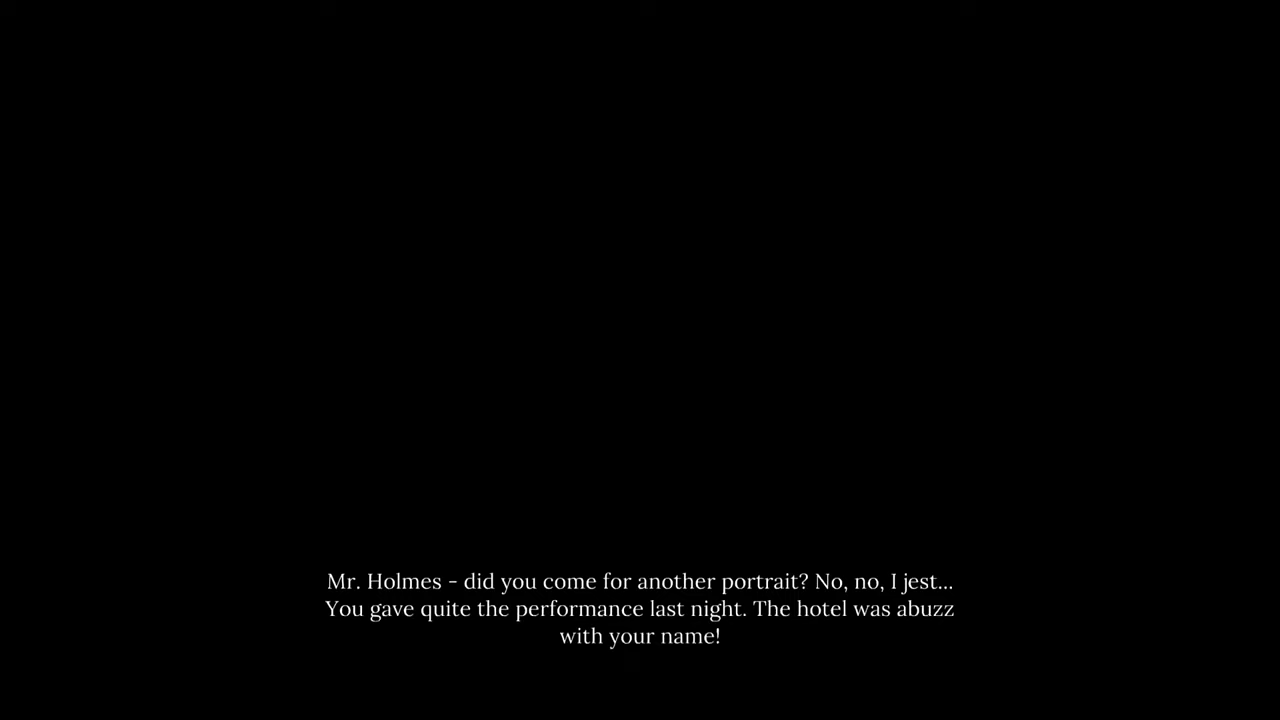 Mr. Holmes - did you come for another portrait? No, no, I jest...
You gave quite the performance last night. The hotel was abuzz
with your name!